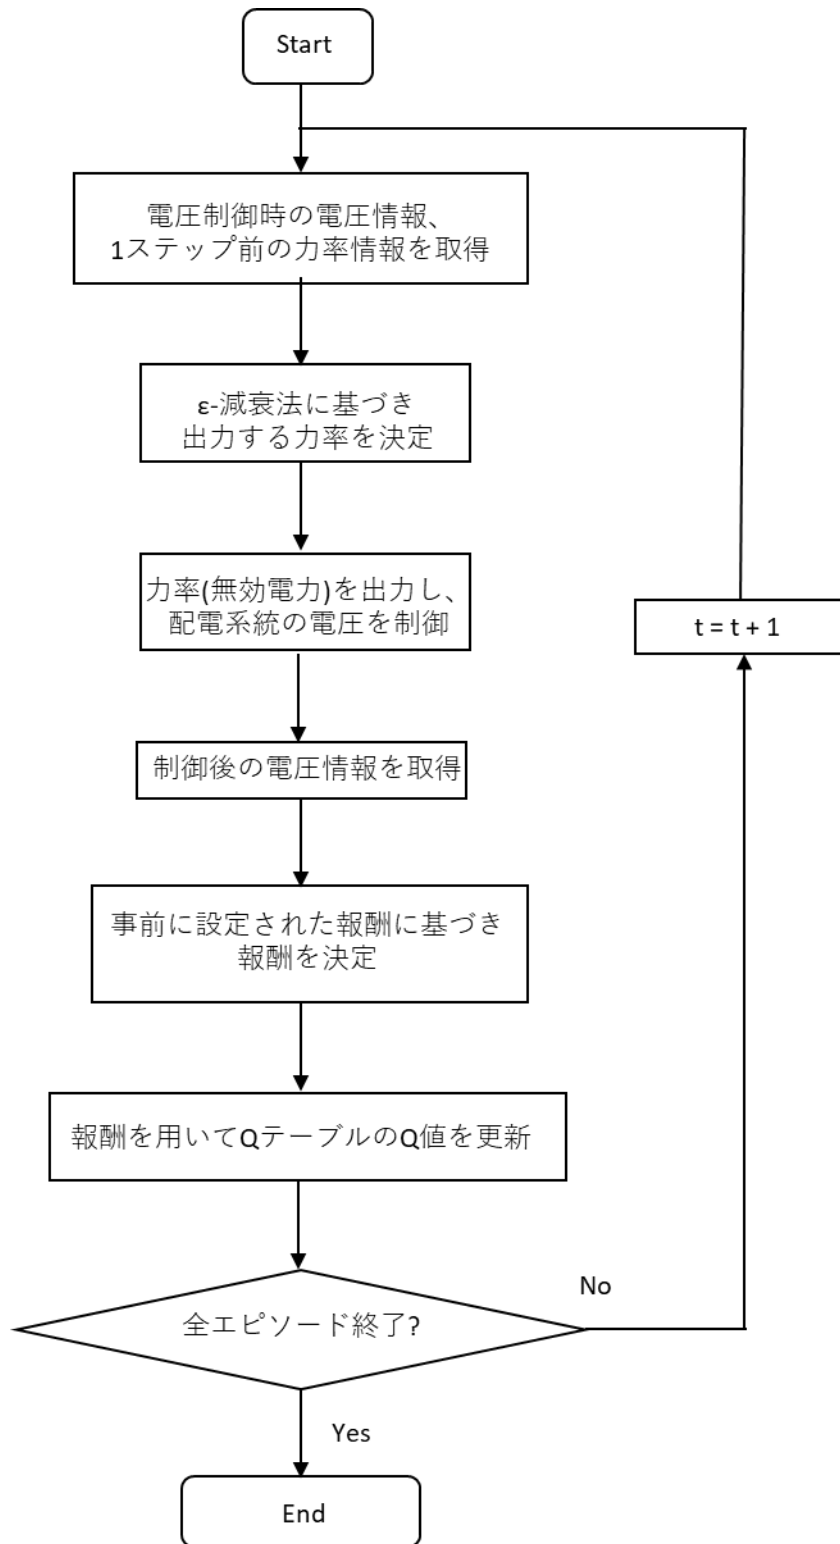 Start
電圧制御時の電圧情報、
1ステップ前の力率情報を取得
ε-減衰法に基づき
出力する力率を決定
力率(無効電力)を出力し、
配電系統の電圧を制御
t = t + 1
制御後の電圧情報を取得
事前に設定された報酬に基づき
報酬を決定
報酬を用いてQテーブルのQ値を更新
No
全エピソード終了?
Yes
End